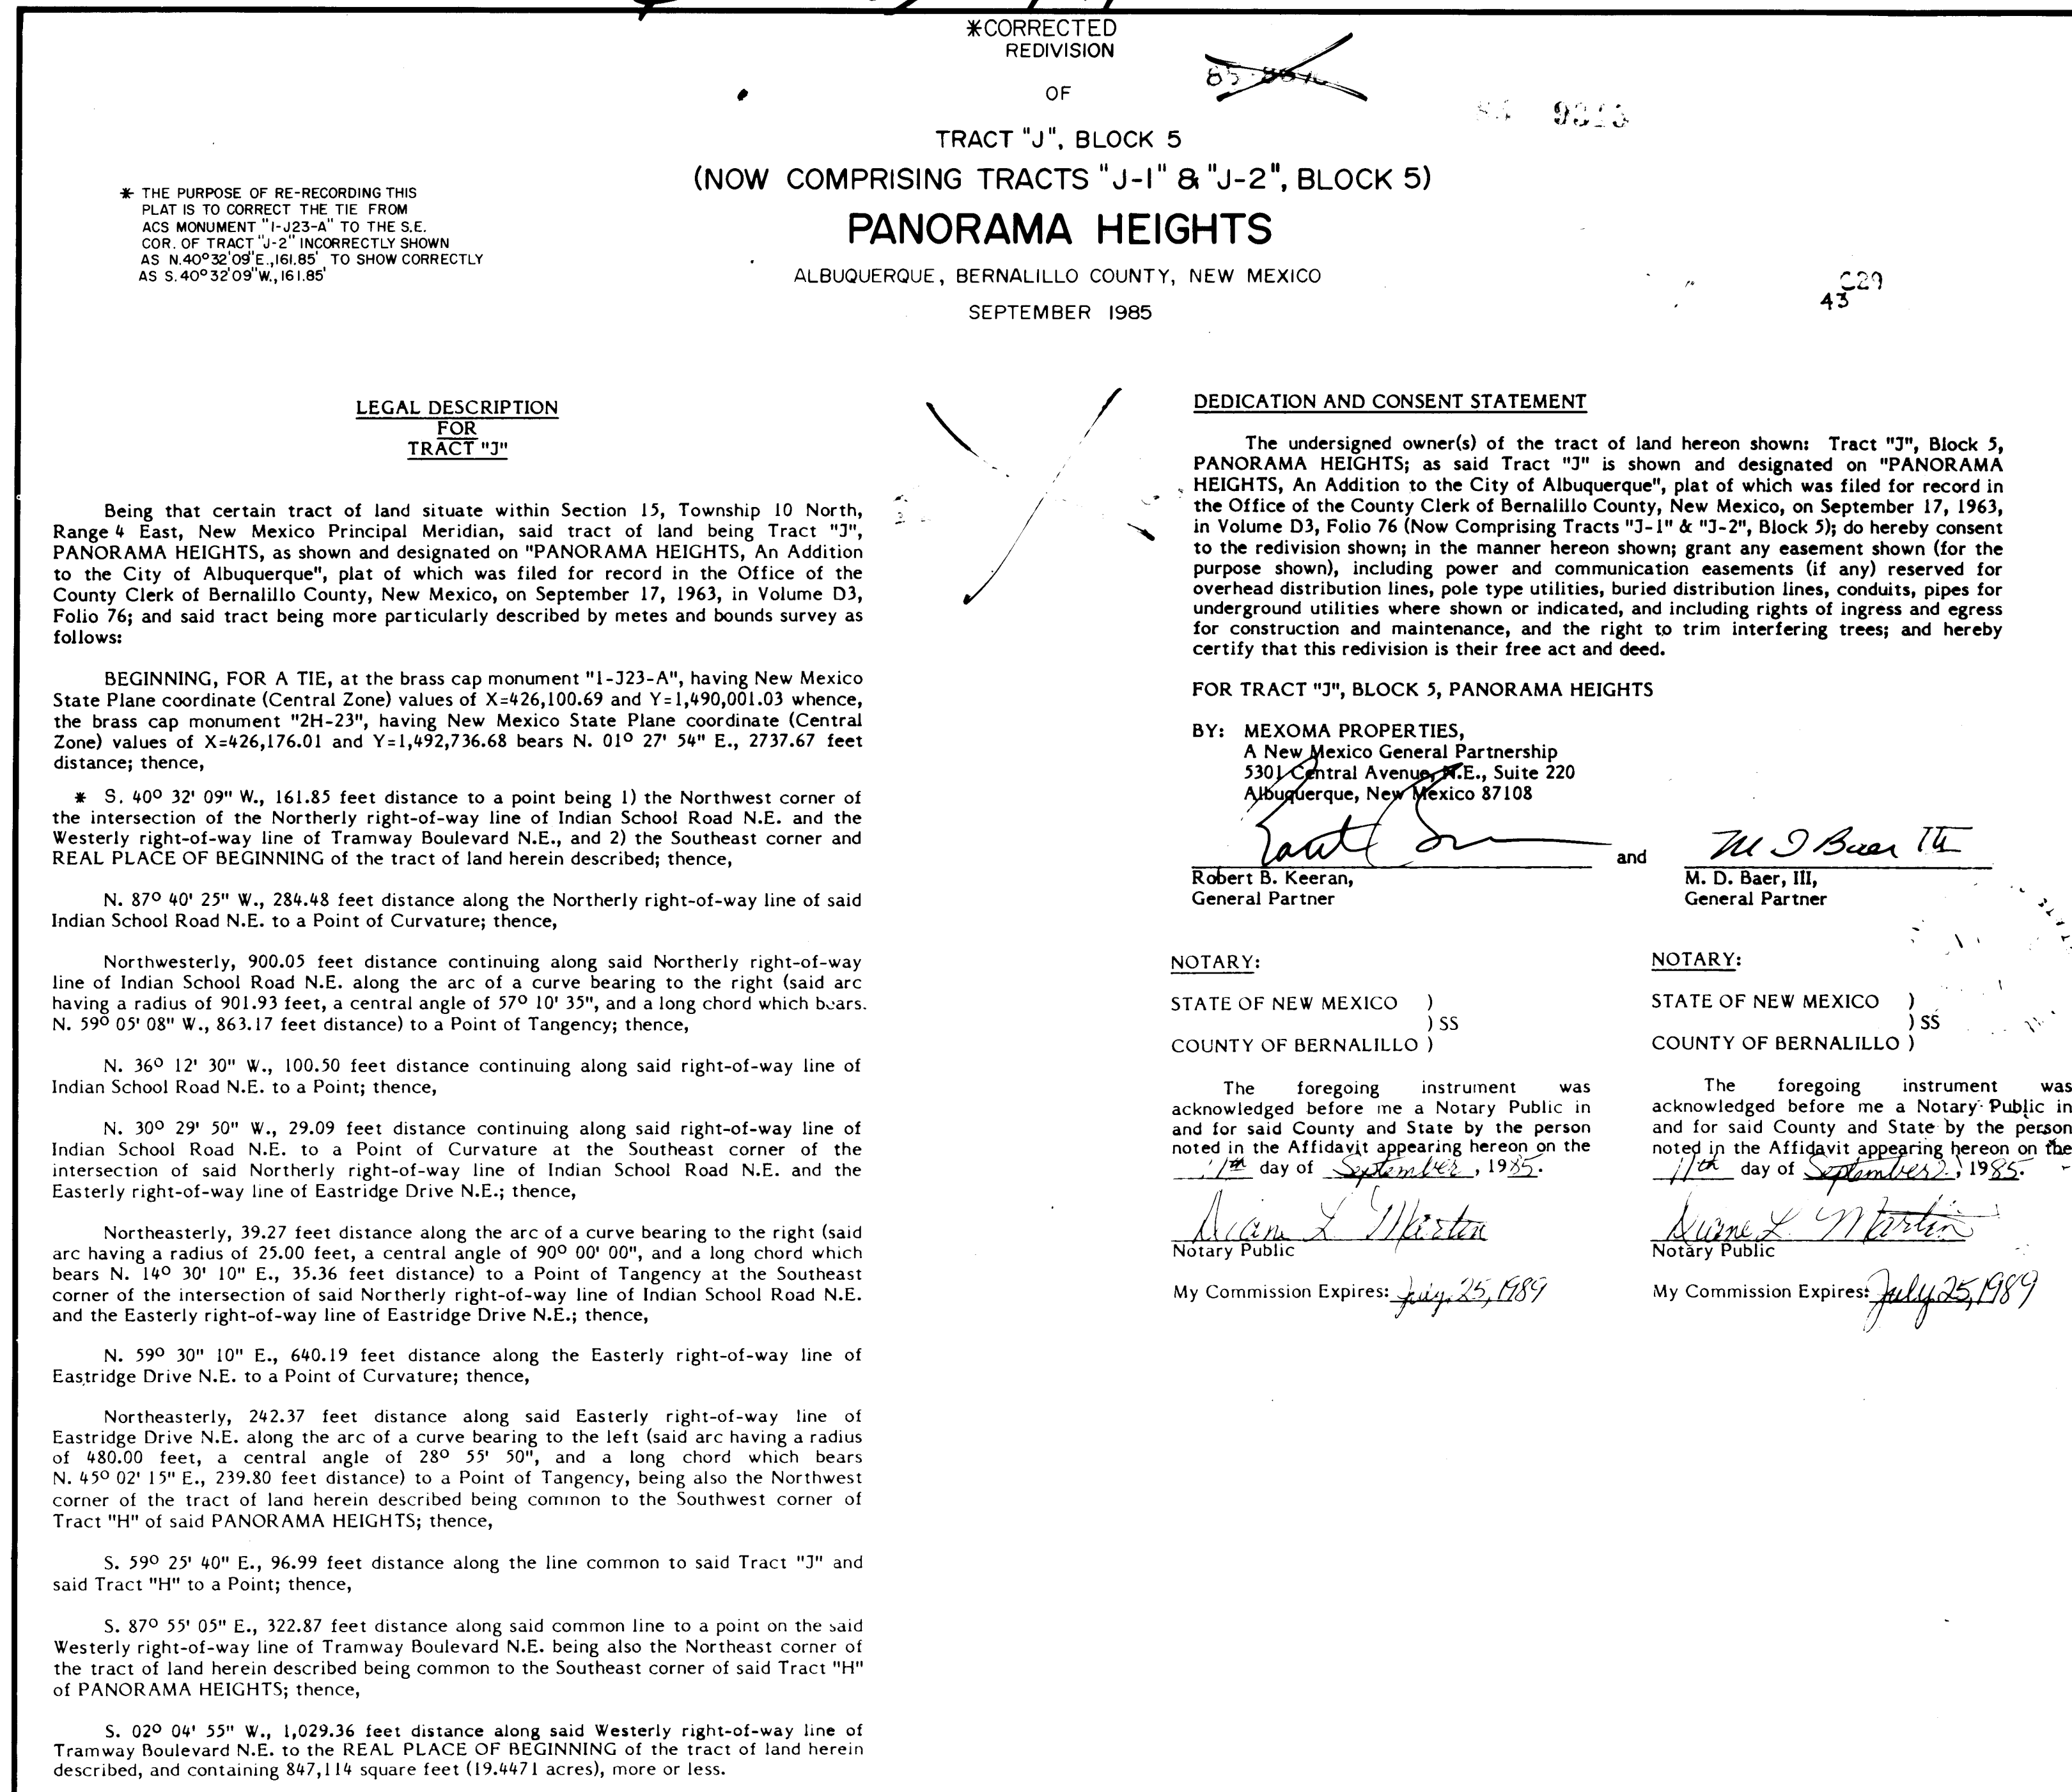 *CORRECTED
REDIVISION
OF
TRACT "J", BLOCK 5
(NOW COMPRISING TRACTS "J-1" & "J-2", BLOCK 5)
PANORAMA HEIGHTS
ALBUQUERQUE, BERNALILLO COUNTY, NEW MEXICO
SEPTEMBER 1985
* THE PURPOSE OF RE-RECORDING THIS
PLAT IS TO CORRECT THE TIE FROM
ACS MONUMENT "1-J23-A" TO THE S.E.
COR. OF TRACT "J-2" INCORRECTLY SHOWN
AS N.40°32'09"E.,161.85' TO SHOW CORRECTLY
AS S.40°32'09"W.,161.85'
C29
43
LEGAL DESCRIPTION
FOR
TRACT "J"
Being that certain tract of land situate within Section 15, Township 10 North,
Range 4 East, New Mexico Principal Meridian, said tract of land being Tract "J",
PANORAMA HEIGHTS, as shown and designated on "PANORAMA HEIGHTS, An Addition
to the City of Albuquerque", plat of which was filed for record in the Office of the
County Clerk of Bernalillo County, New Mexico, on September 17, 1963, in Volume D3,
Folio 76; and said tract being more particularly described by metes and bounds survey as
follows:
BEGINNING, FOR A TIE, at the brass cap monument "1-J23-A", having New Mexico
State Plane coordinate (Central Zone) values of X=426,100.69 and Y=1,490,001.03 whence,
the brass cap monument "2H-23", having New Mexico State Plane coordinate (Central
Zone) values of X=426,176.01 and Y=1,492,736.68 bears N. 01° 27' 54" E., 2737.67 feet
distance; thence,
* S. 40° 32' 09" W., 161.85 feet distance to a point being 1) the Northwest corner of
the intersection of the Northerly right-of-way line of Indian School Road N.E. and the
Westerly right-of-way line of Tramway Boulevard N.E., and 2) the Southeast corner and
REAL PLACE OF BEGINNING of the tract of land herein described; thence,
N. 87° 40' 25" W., 284.48 feet distance along the Northerly right-of-way line of said
Indian School Road N.E. to a Point of Curvature; thence,
Northwesterly, 900.05 feet distance continuing along said Northerly right-of-way
line of Indian School Road N.E. along the arc of a curve bearing to the right (said arc
having a radius of 901.93 feet, a central angle of 57° 10' 35", and a long chord which bears.
N. 59° 05' 08" W., 863.17 feet distance) to a Point of Tangency; thence,
N. 36° 12' 30" W., 100.50 feet distance continuing along said right-of-way line of
Indian School Road N.E. to a Point; thence,
N. 30° 29' 50" W., 29.09 feet distance continuing along said right-of-way line of
Indian School Road N.E. to a Point of Curvature at the Southeast corner of the
intersection of said Northerly right-of-way line of Indian School Road N.E. and the
Easterly right-of-way line of Eastridge Drive N.E.; thence,
Northeasterly, 39.27 feet distance along the arc of a curve bearing to the right (said
arc having a radius of 25.00 feet, a central angle of 90° 00' 00", and a long chord which
bears N. 14° 30' 10" E., 35.36 feet distance) to a Point of Tangency at the Southeast
corner of the intersection of said Northerly right-of-way line of Indian School Road N.E.
and the Easterly right-of-way line of Eastridge Drive N.E.; thence,
N. 59° 30" 10" E., 640.19 feet distance along the Easterly right-of-way line of
Eastridge Drive N.E. to a Point of Curvature; thence,
Northeasterly, 242.37 feet distance along said Easterly right-of-way line of
Eastridge Drive N.E. along the arc of a curve bearing to the left (said arc having a radius
of 480.00 feet, a central angle of 28° 55' 50", and a long chord which bears
N. 45° 02' 15" E., 239.80 feet distance) to a Point of Tangency, being also the Northwest
corner of the tract of land herein described being common to the Southwest corner of
Tract "H" of said PANORAMA HEIGHTS; thence,
S. 59° 25' 40" E., 96.99 feet distance along the line common to said Tract "J" and
said Tract "H" to a Point; thence,
S. 87° 55' 05" E., 322.87 feet distance along said common line to a point on the said
Westerly right-of-way line of Tramway Boulevard N.E. being also the Northeast corner of
the tract of land herein described being common to the Southeast corner of said Tract "H"
of PANORAMA HEIGHTS; thence,
S. 02° 04' 55" W., 1,029.36 feet distance along said Westerly right-of-way line of
Tramway Boulevard N.E. to the REAL PLACE OF BEGINNING of the tract of land herein
described, and containing 847,114 square feet (19.4471 acres), more or less.
DEDICATION AND CONSENT STATEMENT
The undersigned owner(s) of the tract of land hereon shown: Tract "J", Block 5,
PANORAMA HEIGHTS; as said Tract "J" is shown and designated on "PANORAMA
HEIGHTS, An Addition to the City of Albuquerque", plat of which was filed for record in
the Office of the County Clerk of Bernalillo County, New Mexico, on September 17, 1963,
in Volume D3, Folio 76 (Now Comprising Tracts "J-1" & "J-2", Block 5); do hereby consent
to the redivision shown; in the manner hereon shown; grant any easement shown (for the
purpose shown), including power and communication easements (if any) reserved for
overhead distribution lines, pole type utilities, buried distribution lines, conduits, pipes for
underground utilities where shown or indicated, and including rights of ingress and egress
for construction and maintenance, and the right to trim interfering trees; and hereby
certify that this redivision is their free act and deed.
FOR TRACT "J", BLOCK 5, PANORAMA HEIGHTS
BY: MEXOMA PROPERTIES,
A New Mexico General Partnership
5301 Central Avenue, N.E., Suite 220
Albuquerque, New Mexico 87108
and
M D Baer III
Robert B. Keeran,
General Partner
M. D. Baer, III,
General Partner
NOTARY:
STATE OF NEW MEXICO )
) SS
COUNTY OF BERNALILLO )
The foregoing instrument was
acknowledged before me a Notary Public in
and for said County and State by the person
noted in the Affidavit appearing hereon on the
11th day of September, 1985.
Diane L Martin
Notary Public
My Commission Expires: July 25, 1989
NOTARY:
STATE OF NEW MEXICO )
) SS
COUNTY OF BERNALILLO )
The foregoing instrument was
acknowledged before me a Notary Public in
and for said County and State by the person
noted in the Affidavit appearing hereon on the
11th day of September, 1985.
Diane L. Martin
Notary Public
My Commission Expires: July 25, 1989